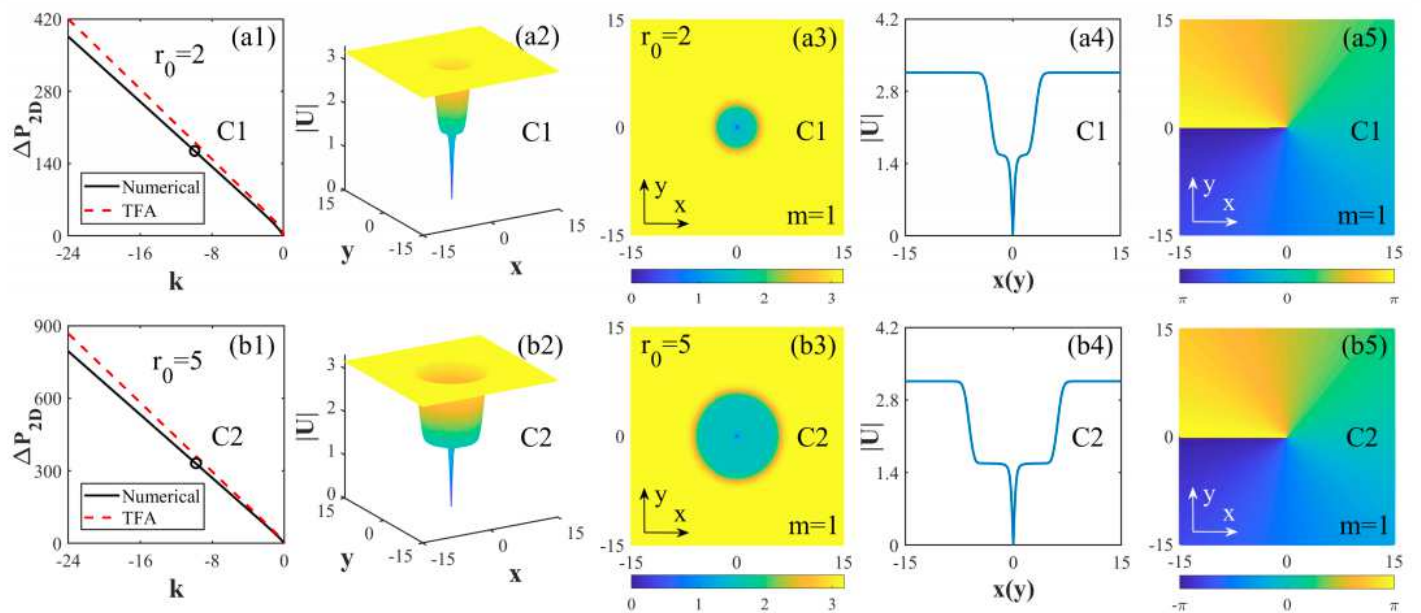 420
280
140
0
ΔP2D
r0=2
(a1)
C1
Numerical
TFA
-24
-16
-8
0
k
(a2)
3
2
1
0
|U|
C1
15
0
-15
y
-15
0
15
x
15
0
-15
r0=2
(a3)
C1
y
x
m=1
0
15
0 1 2 3
4.2
2.8
1.4
0
|U|
(a4)
C1
-15
0
15
x(y)
15
0
-15
(a5)
C1
y
x
m=1
0
15
π 0 π
900
600
300
0
ΔP2D
r0=5
(b1)
C2
Numerical
TFA
-24
-16
-8
0
k
(b2)
3
2
1
0
|U|
C2
15
0
-15
y
-15
0
15
x
15
0
-15
r0=5
(b3)
C2
y
x
m=1
0
15
0 1 2 3
4.2
2.8
1.4
0
|U|
(b4)
C2
-15
0
15
x(y)
15
0
-15
(b5)
C2
y
x
m=1
0
15
-π 0 π